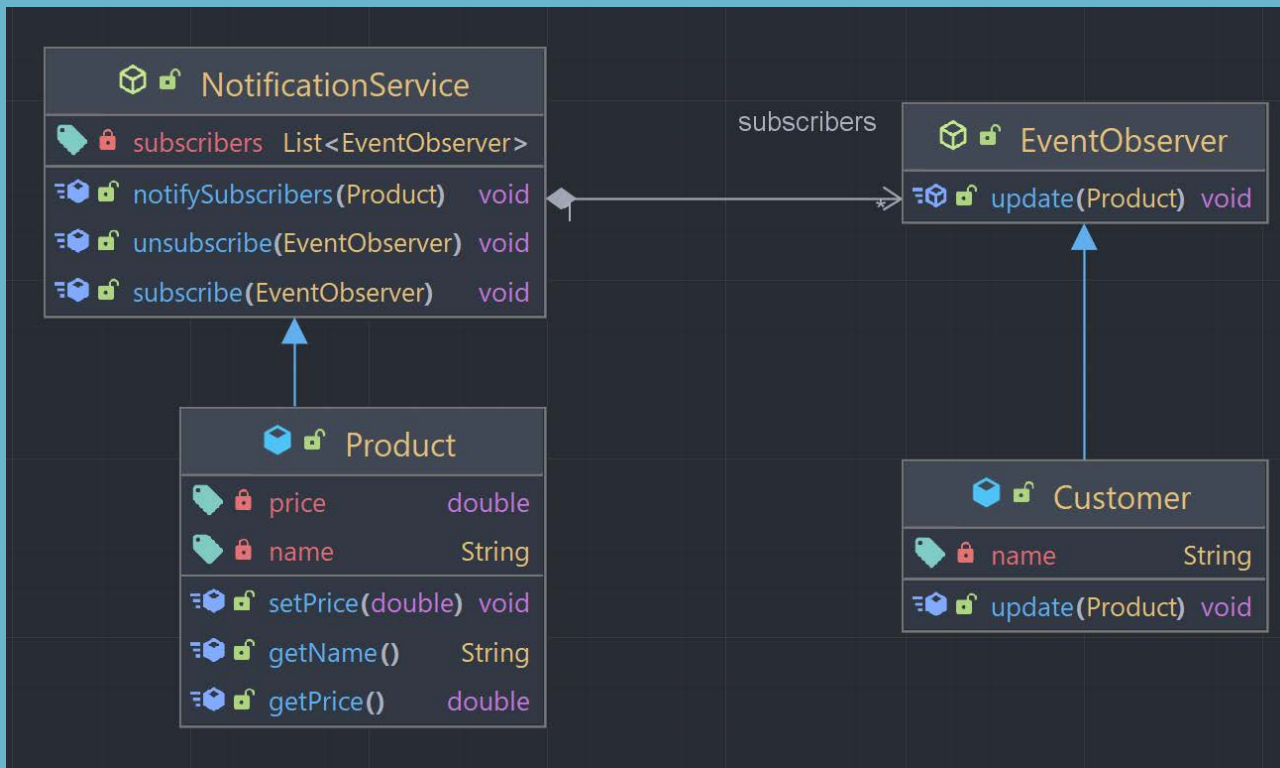 NotificationService
subscribers List<EventObserver>
notifySubscribers(Product) void
unsubscribe(EventObserver) void
subscribe(EventObserver) void
1
subscribers
*
EventObserver
update(Product) void
Product
price double
name String
setPrice(double) void
getName() String
getPrice() double
Customer
name String
update(Product) void